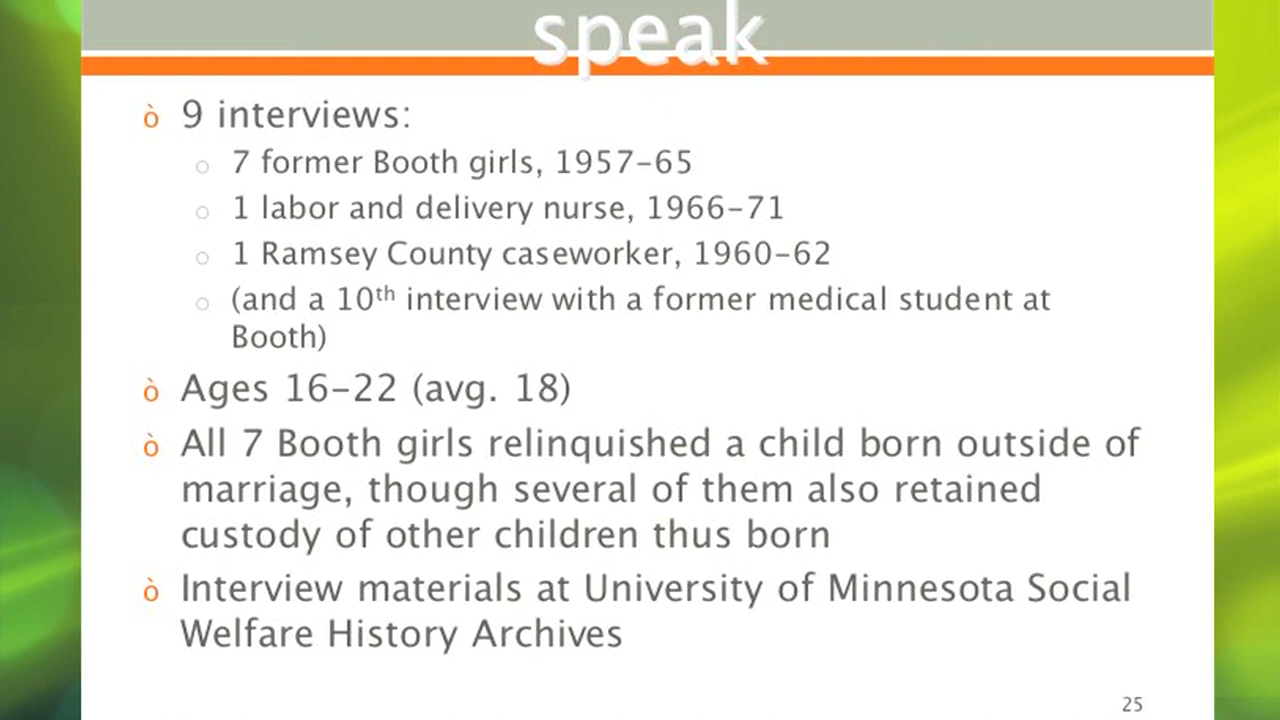 speak
ò 9 interviews:
○ 7 former Booth girls, 1957–65
○ 1 labor and delivery nurse, 1966–71
○ 1 Ramsey County caseworker, 1960–62
○ (and a 10th interview with a former medical student at
Booth)
ò Ages 16–22 (avg. 18)
ò All 7 Booth girls relinquished a child born outside of
marriage, though several of them also retained
custody of other children thus born
ò Interview materials at University of Minnesota Social
Welfare History Archives
25